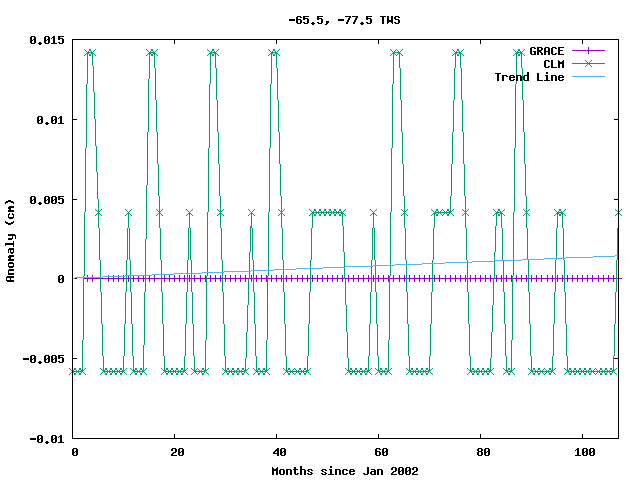 -65.5, -77.5 TWS
0.015
GRACE
CLM
Trend Line
0.01
0.005
Anomaly (cm)
0
-0.005
-0.01
0 20 40 60 80 100
Months since Jan 2002